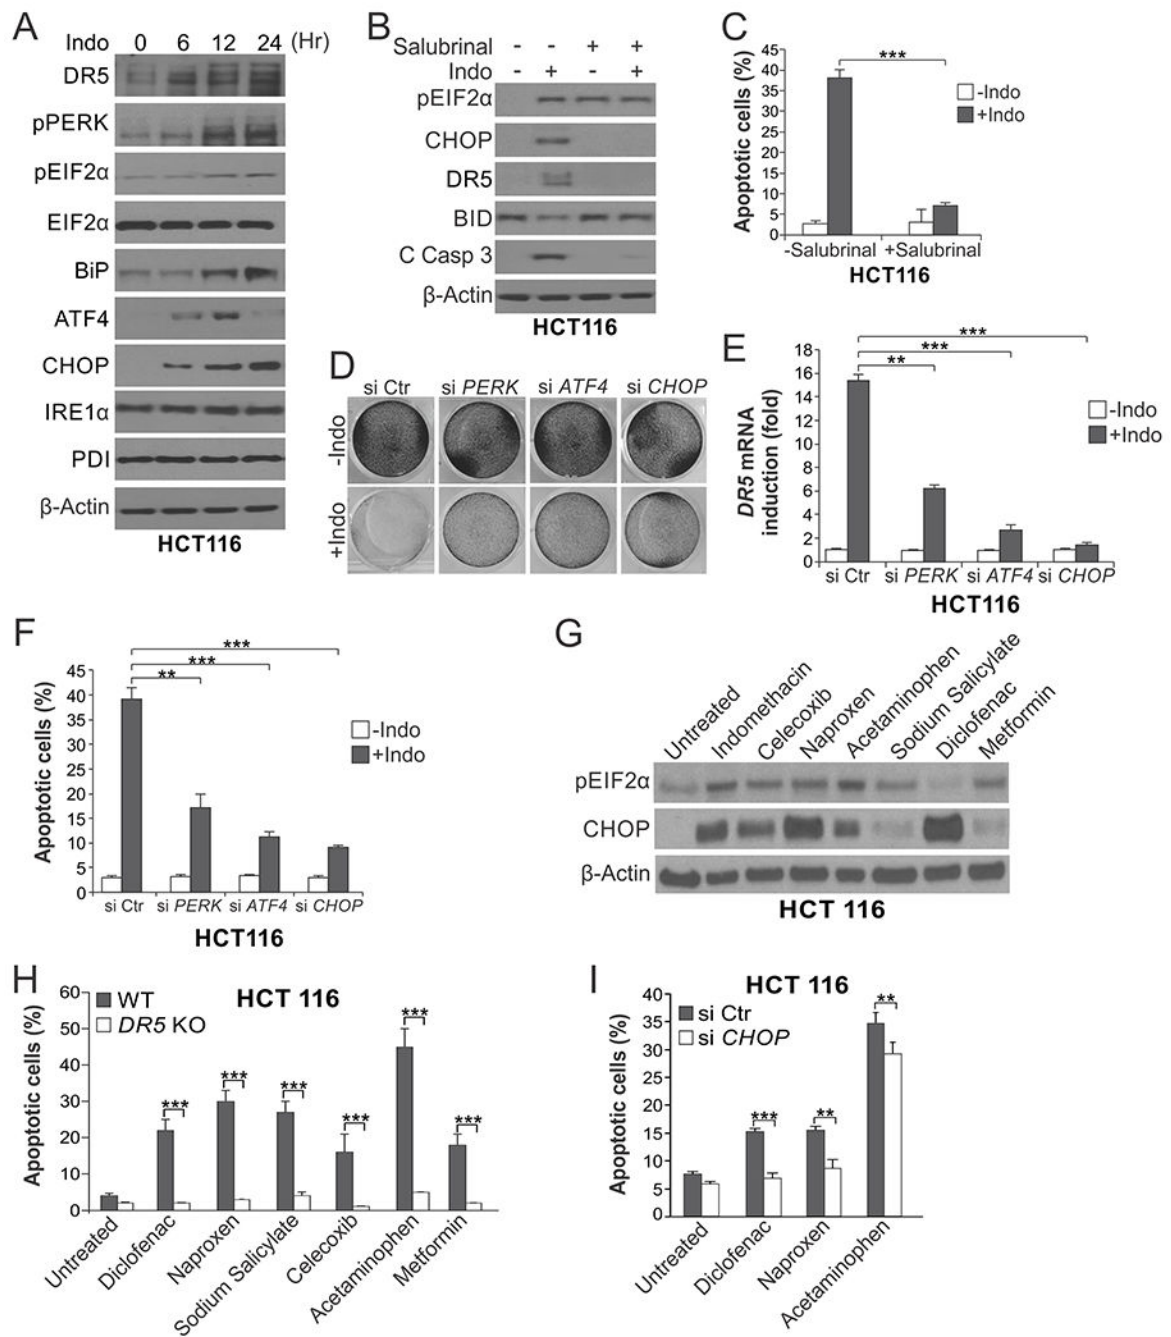 A
Indo 0 6 12 24 (Hr)
DR5
pPERK
pEIF2α
EIF2α
BiP
ATF4
CHOP
IRE1α
PDI
β-Actin
HCT116
B
Salubrinal - - + +
Indo - + - +
pEIF2α
CHOP
DR5
BID
C Casp 3
β-Actin
HCT116
C
Apoptotic cells (%)
45
40
35
30
25
20
15
10
5
0
***
-Indo
+Indo
-Salubrinal +Salubrinal
HCT116
D
si Ctr si PERK si ATF4 si CHOP
-Indo
+Indo
E
DR5 mRNA
induction (fold)
18
16
14
12
10
8
6
4
2
0
***
***
**
-Indo
+Indo
si Ctr si PERK si ATF4 si CHOP
HCT116
F
Apoptotic cells (%)
45
40
35
30
25
20
15
10
5
0
***
***
**
-Indo
+Indo
si Ctr si PERK si ATF4 si CHOP
HCT116
G
Untreated
Indomethacin
Celecoxib
Naproxen
Acetaminophen
Sodium Salicylate
Diclofenac
Metformin
pEIF2α
CHOP
β-Actin
HCT 116
H
HCT 116
WT
DR5 KO
Apoptotic cells (%)
60
50
40
30
20
10
0
***
***
***
***
***
***
Untreated
Diclofenac
Naproxen
Sodium Salicylate
Celecoxib
Acetaminophen
Metformin
I
HCT 116
si Ctr
si CHOP
Apoptotic cells (%)
40
35
30
25
20
15
10
5
0
***
**
**
Untreated
Diclofenac
Naproxen
Acetaminophen